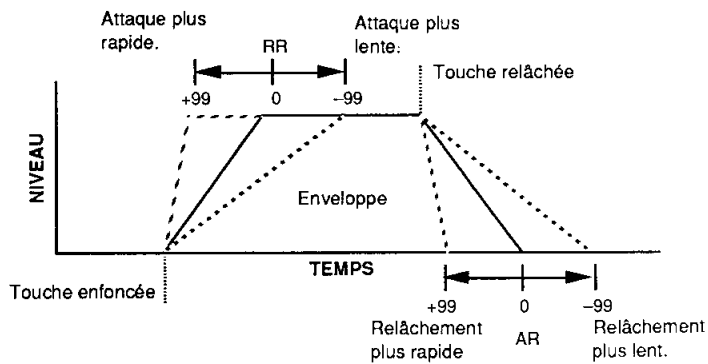 Attaque plus
rapide.
RR
Attaque plus
lente.
Touche relâchée
+99
0
–99
NIVEAU
Enveloppe
TEMPS
Touche enfoncée
+99
0
–99
Relâchement
plus rapide
AR
Relâchement
plus lent.